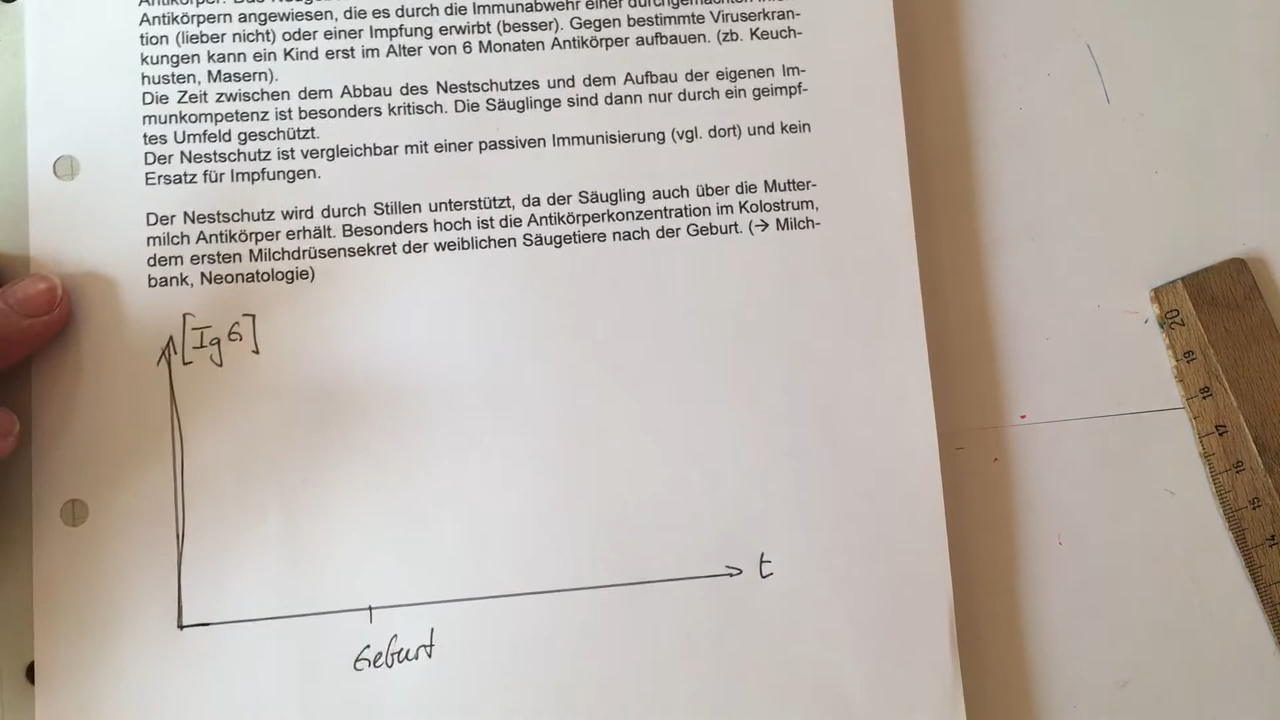 Antikörpern angewiesen, die es durch die Immunabwehr einer
tion (lieber nicht) oder einer Impfung erwirbt (besser). Gegen bestimmte Viruserkran-
kungen kann ein Kind erst im Alter von 6 Monaten Antikörper aufbauen. (zb. Keuch-
husten, Masern).
Die Zeit zwischen dem Abbau des Nestschutzes und dem Aufbau der eigenen Im-
munkompetenz ist besonders kritisch. Die Säuglinge sind dann nur durch ein geimpf-
tes Umfeld geschützt.
Der Nestschutz ist vergleichbar mit einer passiven Immunisierung (vgl. dort) und kein
Ersatz für Impfungen.
Der Nestschutz wird durch Stillen unterstützt, da der Säugling auch über die Mutter-
milch Antikörper erhält. Besonders hoch ist die Antikörperkonzentration im Kolostrum,
dem ersten Milchdrüsensekret der weiblichen Säugetiere nach der Geburt. (→ Milch-
bank, Neonatologie)
[IgG]
t
Geburt
20
19
18
17
16
15
14